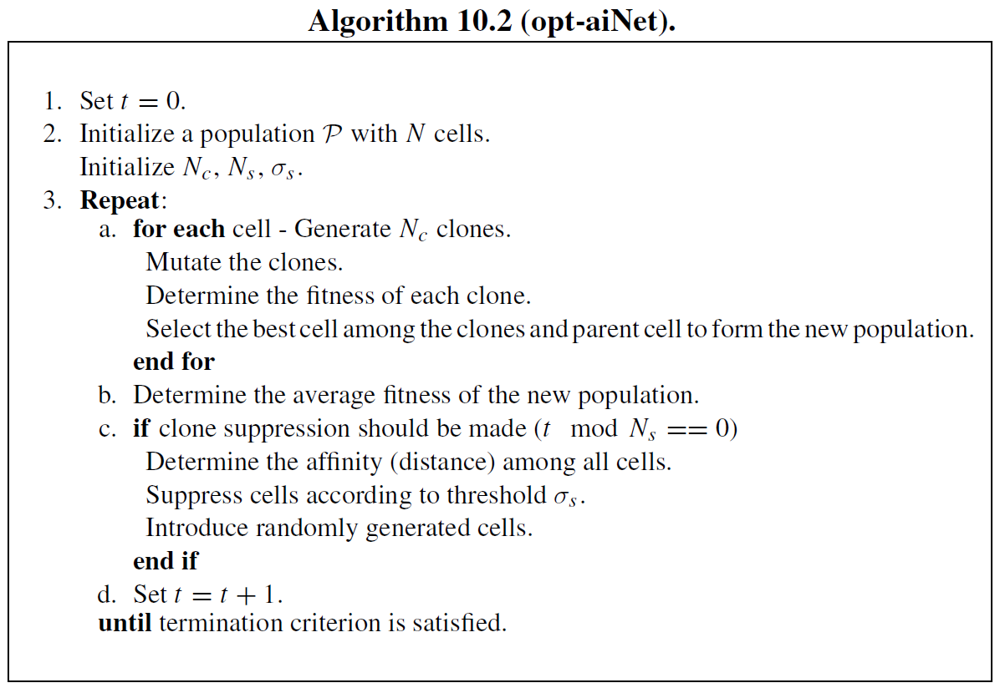 Algorithm 10.2 (opt-aiNet).
1. Set t = 0.
2. Initialize a population 𝒫 with N cells.
Initialize N_c, N_s, σ_s.
3. Repeat:
a. for each cell - Generate N_c clones.
Mutate the clones.
Determine the fitness of each clone.
Select the best cell among the clones and parent cell to form the new population.
end for
b. Determine the average fitness of the new population.
c. if clone suppression should be made (t mod N_s == 0)
Determine the affinity (distance) among all cells.
Suppress cells according to threshold σ_s.
Introduce randomly generated cells.
end if
d. Set t = t + 1.
until termination criterion is satisfied.